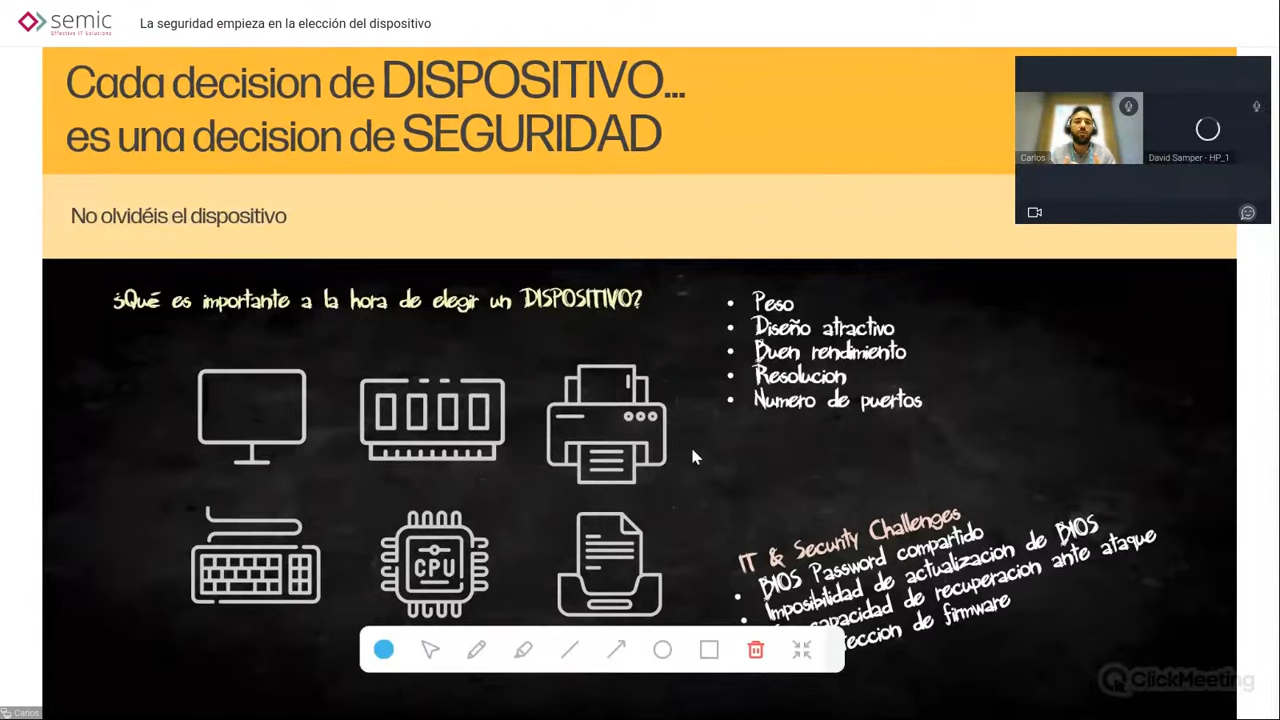 semic
Effective IT Solutions
La seguridad empieza en la elección del dispositivo
Cada decision de DISPOSITIVO...
es una decision de SEGURIDAD
No olvidéis el dispositivo
Carlos
David Samper - HP_1
¿Qué es importante a la hora de elegir un DISPOSITIVO?
• Peso
• Diseño atractivo
• Buen rendimiento
• Resolucion
• Numero de puertos
CPU
IT & Security Challenges
• BIOS Password compartido
• Imposibilidad de actualizacion de BIOS
de recuperacion ante ataque
de firmware
ClickMeeting
Carlos